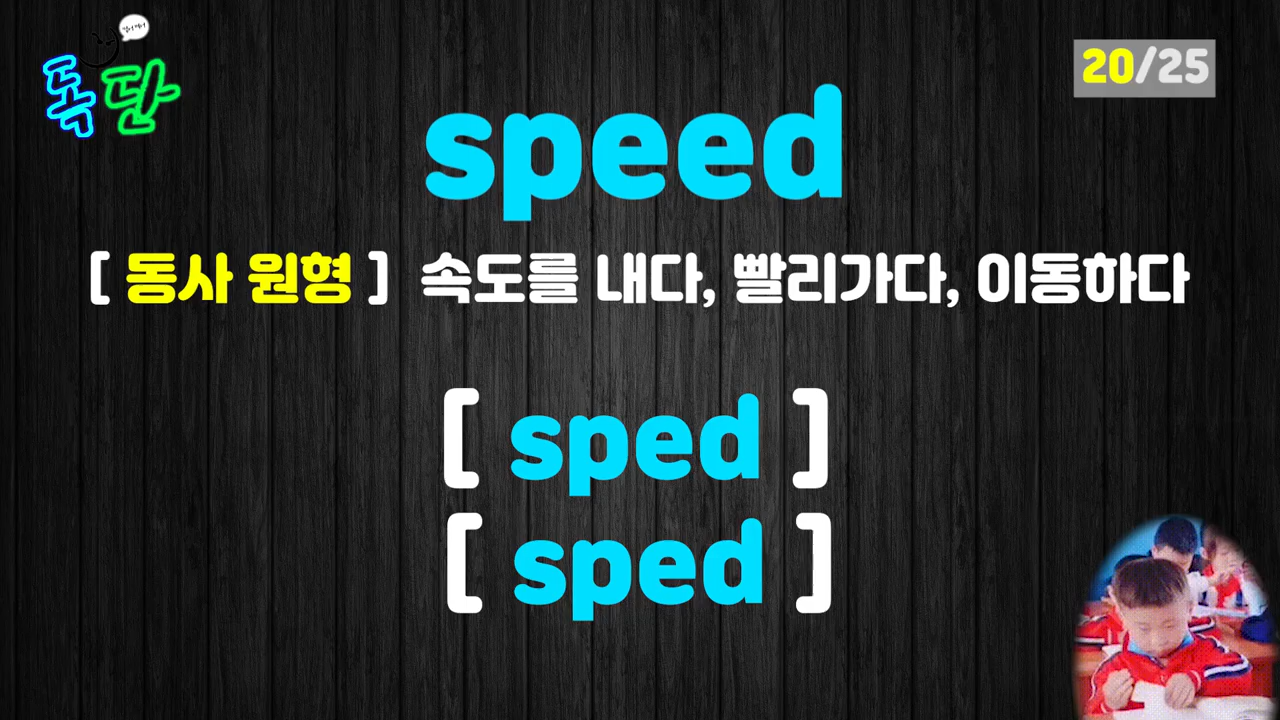 독단
20/25
speed
[ 동사 원형 ] 속도를 내다, 빨리가다, 이동하다
[ sped ]
[ sped ]